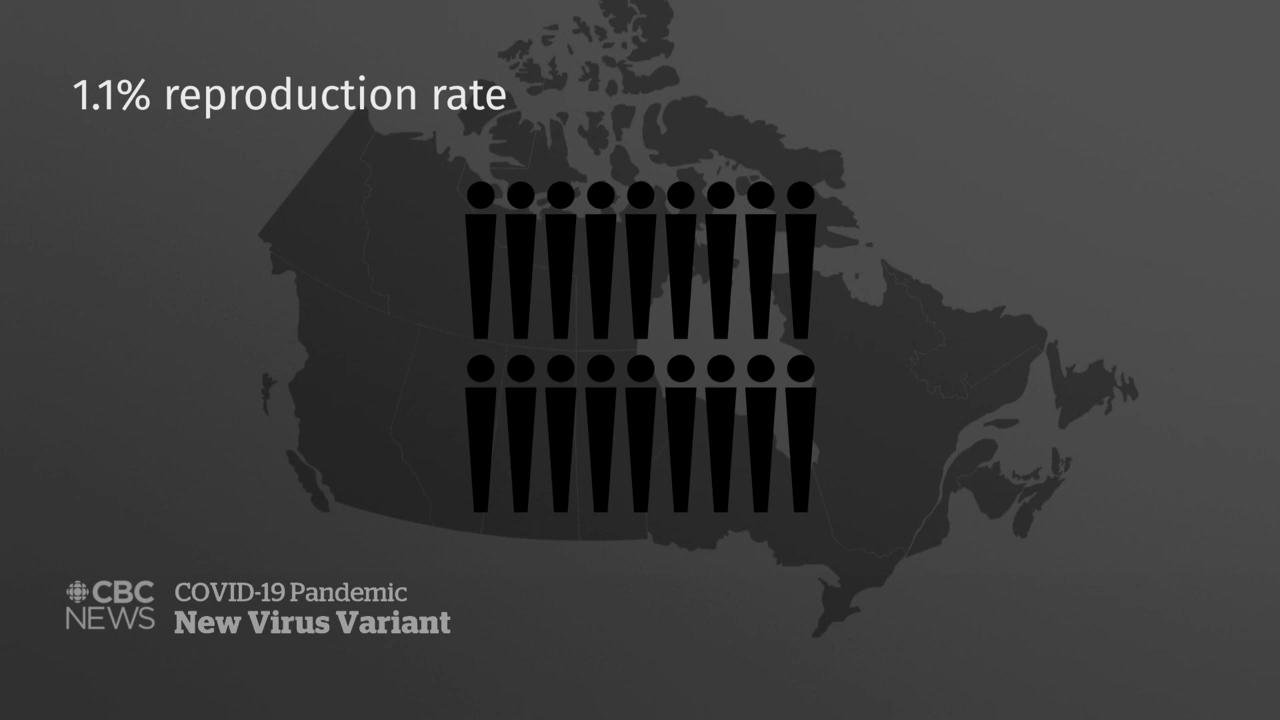 1.1% reproduction rate
CBC
NEWS
COVID-19 Pandemic
New Virus Variant